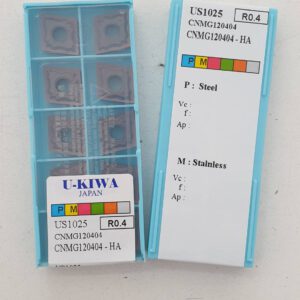 U-KIWA
JAPAN
P M
US1025 R0.4
CNMG120404
CNMG120404 - HA
US1025 R0.4
CNMG120404
CNMG120404 - HA
P M
P : Steel
Vc :
f :
Ap :
M : Stainless
Vc :
f :
Ap :